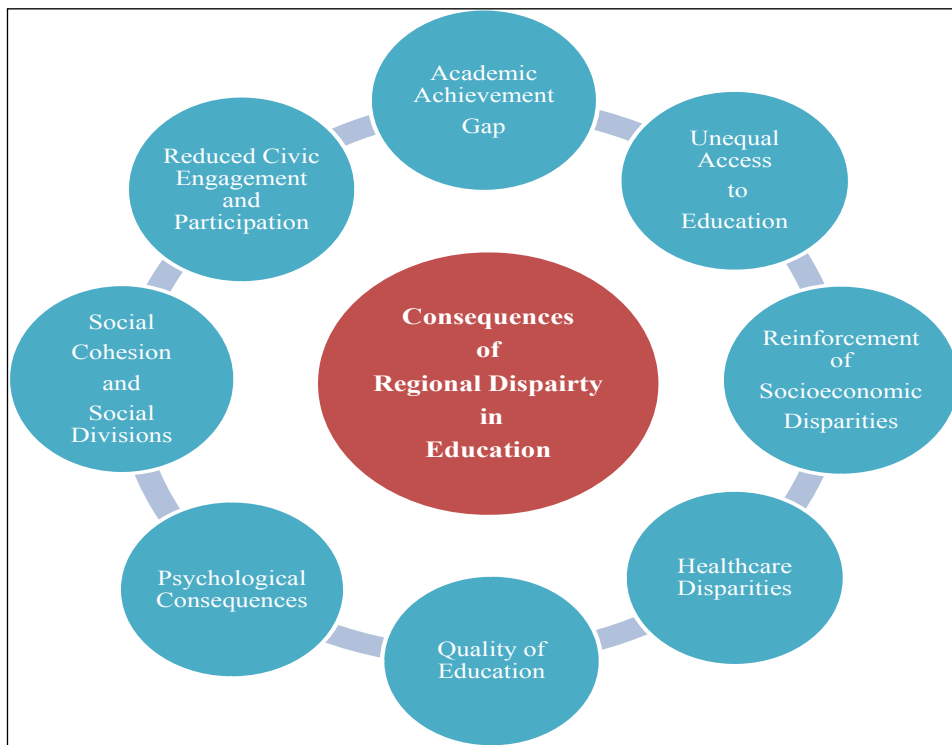 Academic
Achievement
Gap
Unequal
Access
to
Education
Reinforcement
of
Socioeconomic
Disparities
Healthcare
Disparities
Quality of
Education
Psychological
Consequences
Social
Cohesion
and
Social
Divisions
Reduced Civic
Engagement
and
Participation
Consequences
of
Regional Dispairty
in
Education